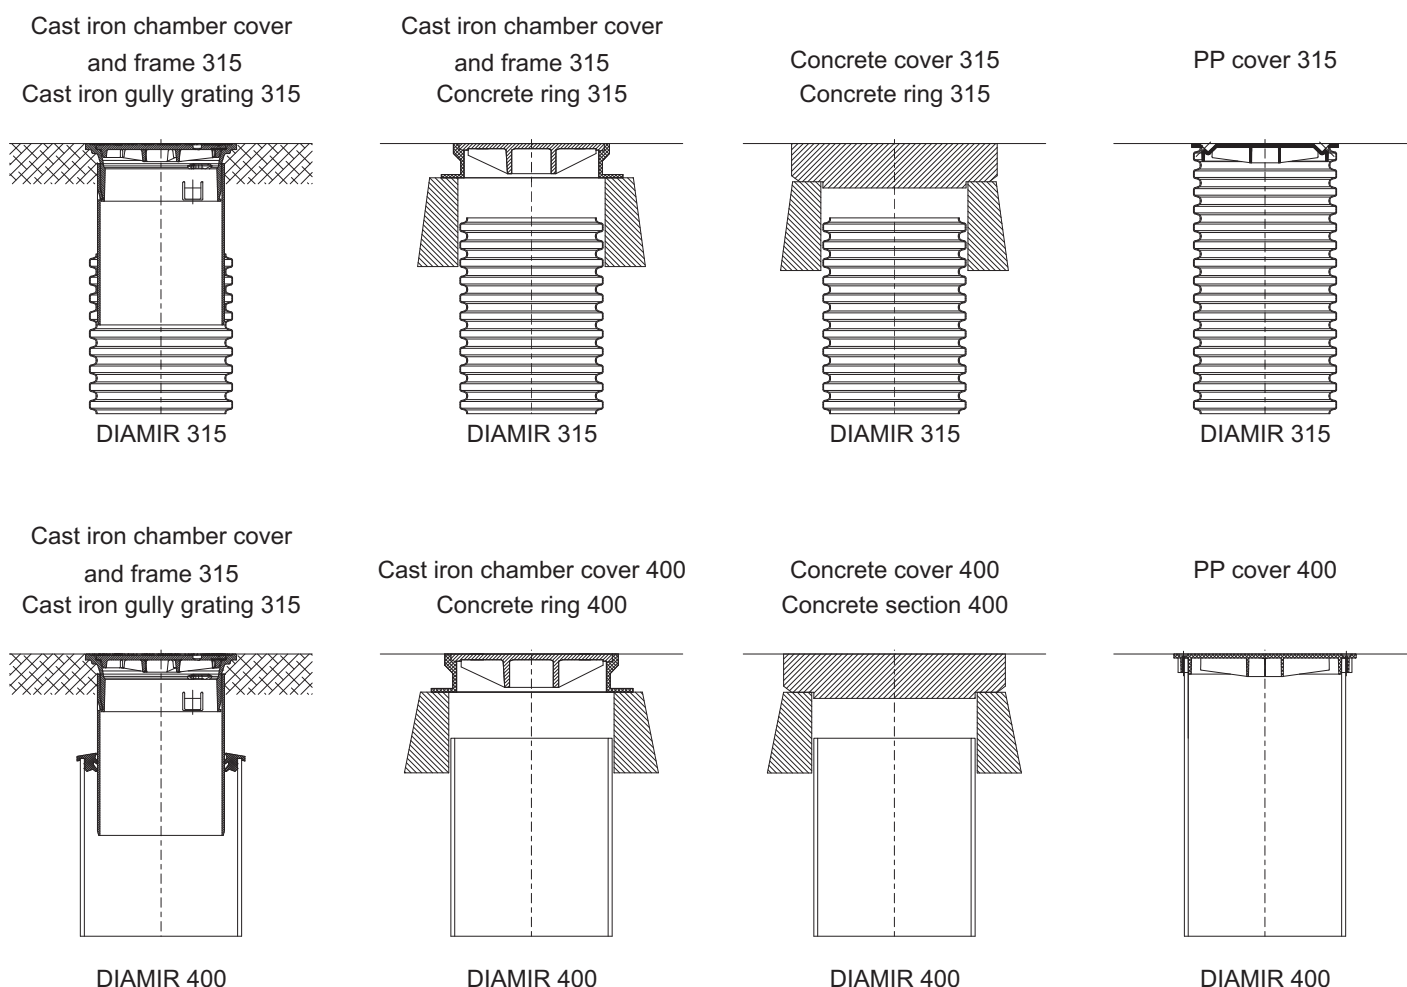 Cast iron chamber cover
and frame 315
Cast iron gully grating 315
Cast iron chamber cover
and frame 315
Concrete ring 315
Concrete cover 315
Concrete ring 315
PP cover 315
DIAMIR 315
DIAMIR 315
DIAMIR 315
DIAMIR 315
Cast iron chamber cover
and frame 315
Cast iron gully grating 315
Cast iron chamber cover 400
Concrete ring 400
Concrete cover 400
Concrete section 400
PP cover 400
DIAMIR 400
DIAMIR 400
DIAMIR 400
DIAMIR 400